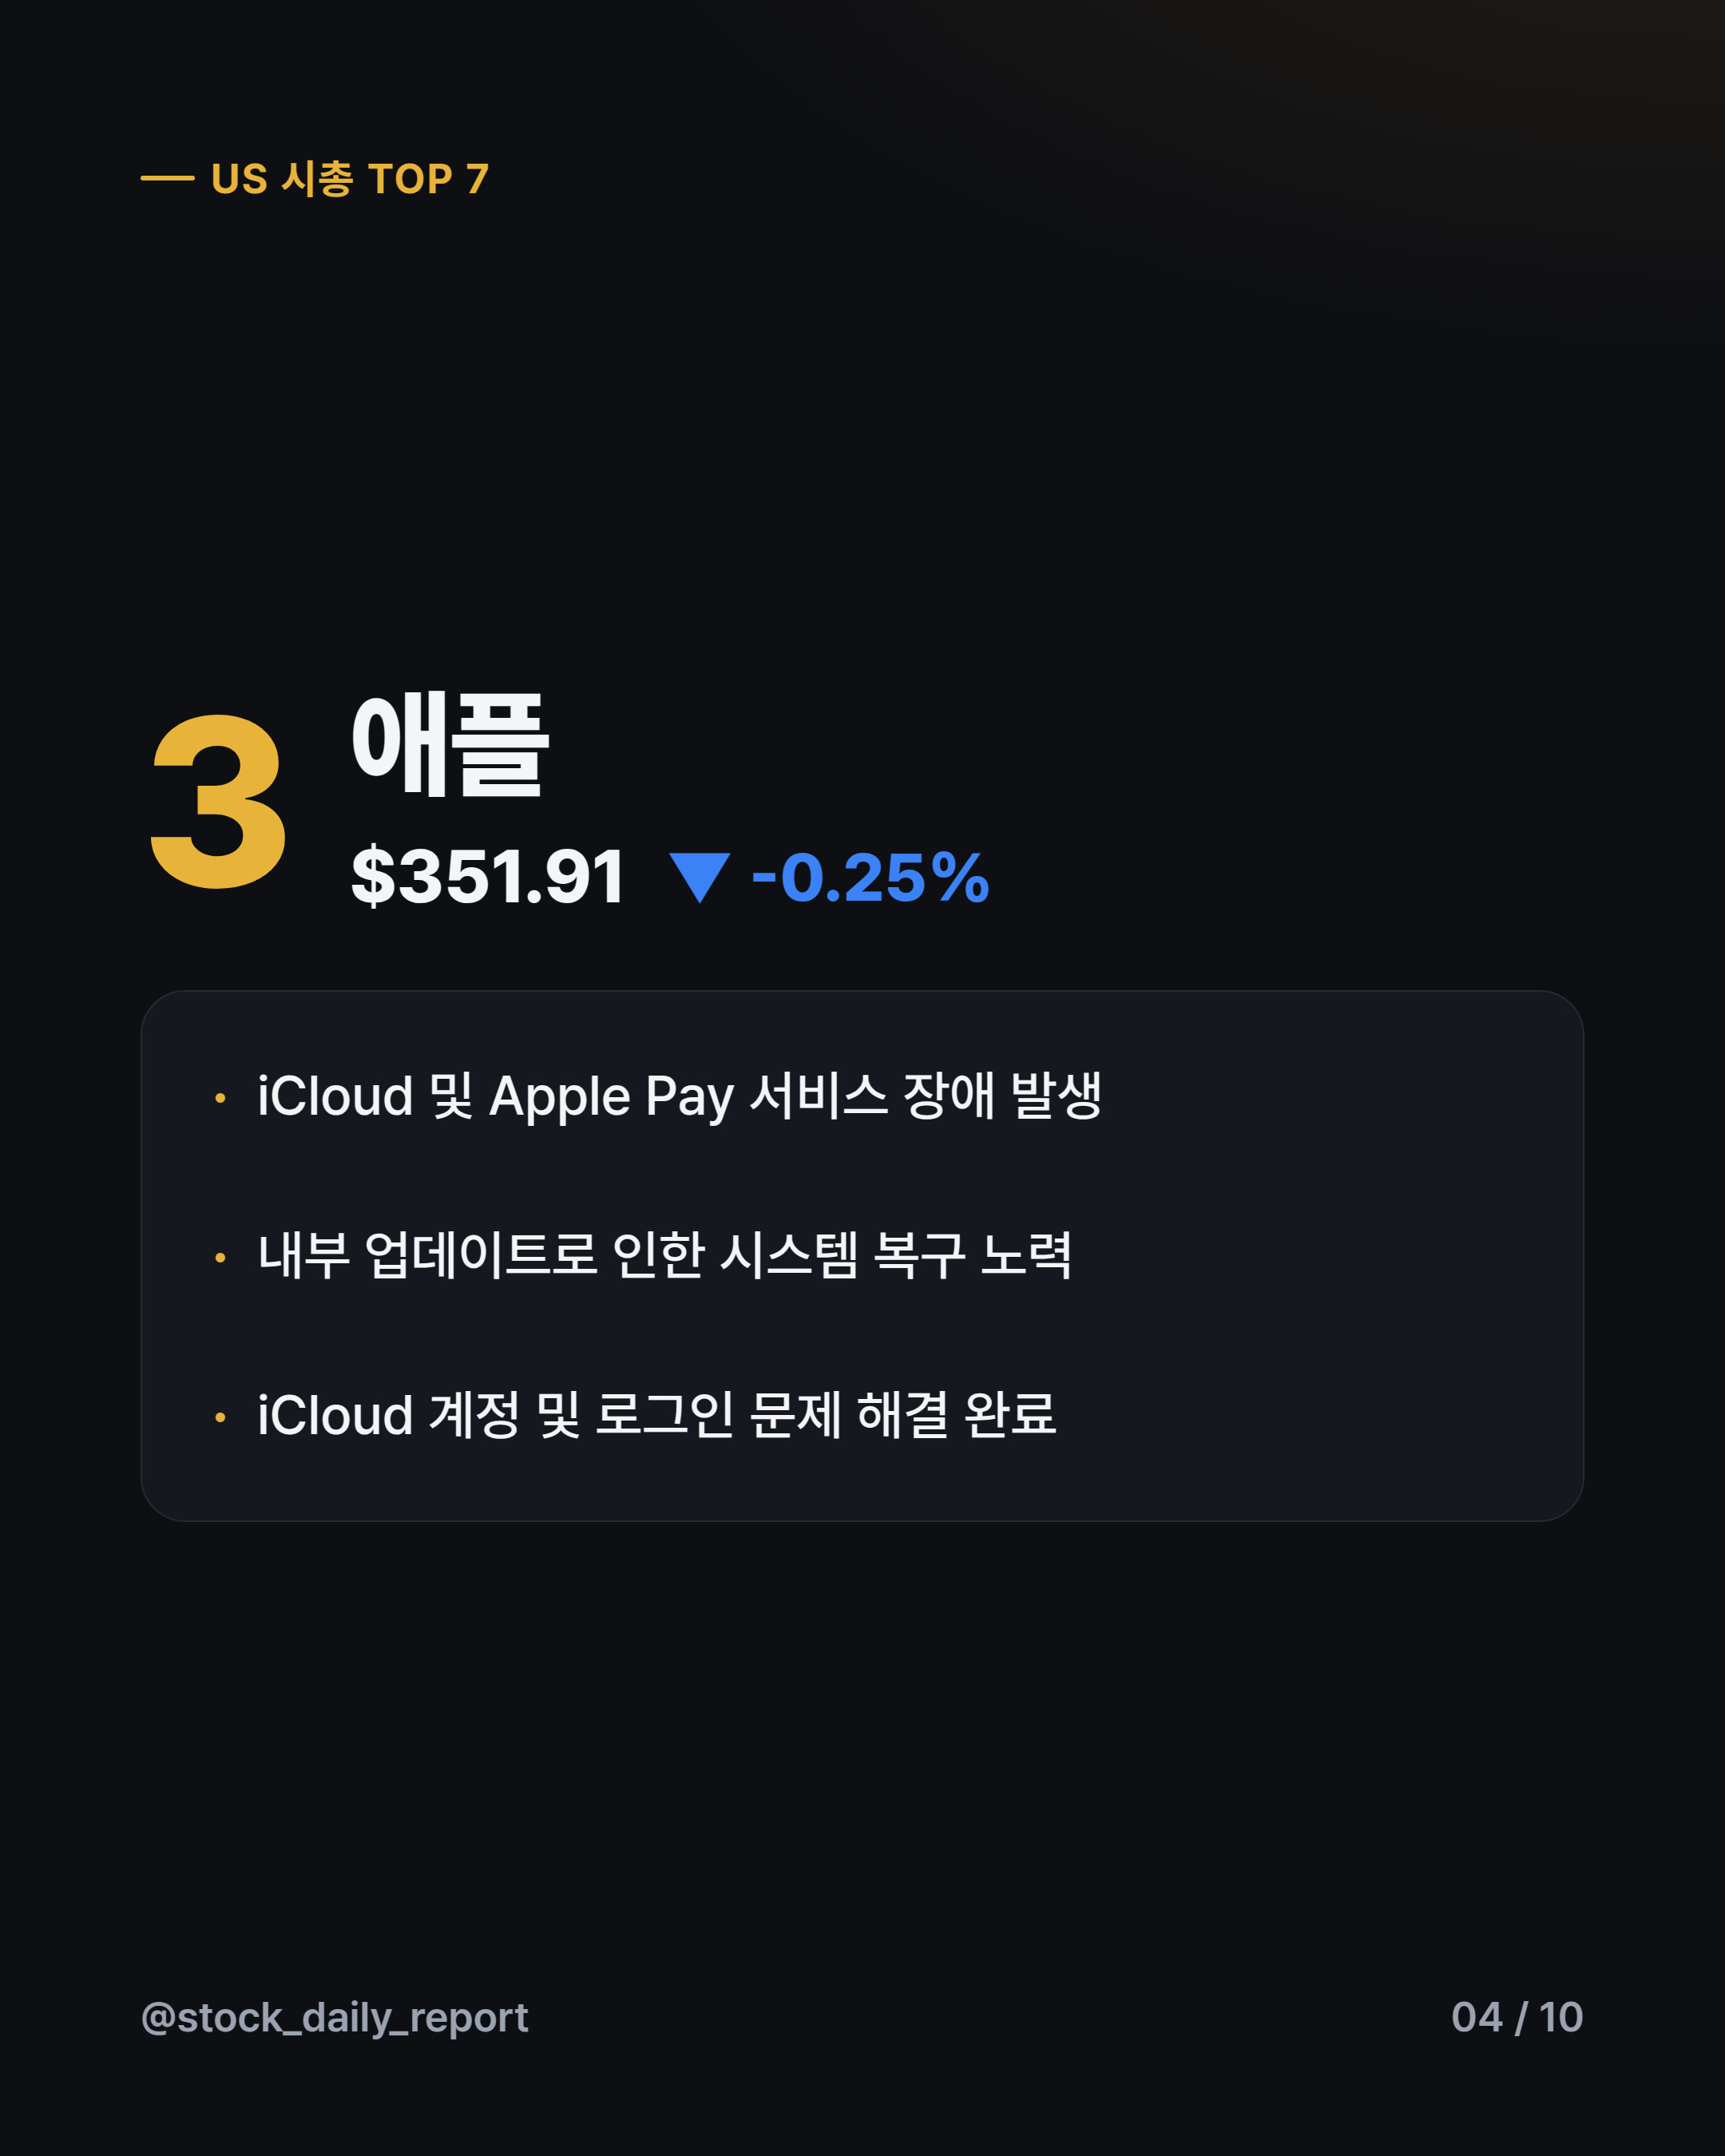 US 시총 TOP 7
3
애플
$351.91 ▼ -0.25%
• iCloud 및 Apple Pay 서비스 장애 발생
• 내부 업데이트로 인한 시스템 복구 노력
• iCloud 계정 및 로그인 문제 해결 완료
@stock_daily_report
04 / 10